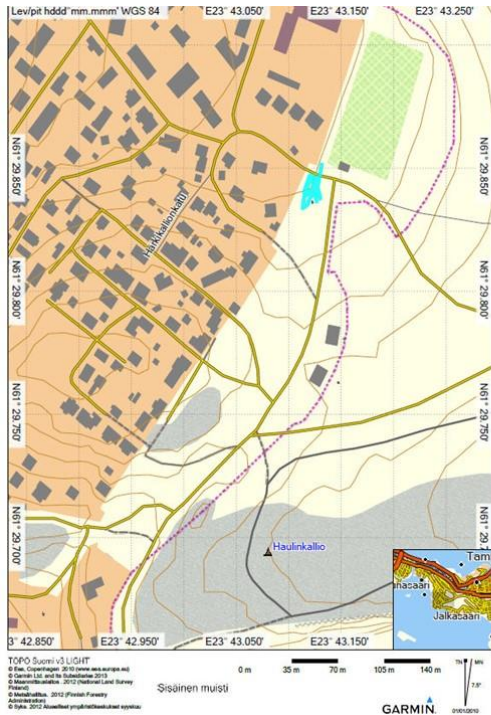 Lev/pit hddd°mm.mmm' WGS 84
E23° 43.050'
E23° 43.150'
E23° 43.250'
N61° 29.850'
N61° 29.850'
Härkikallionkatu
N61° 29.800'
N61° 29.800'
N61° 29.750'
N61° 29.750'
N61° 29.700'
N61° 29.700'
Haulinkallio
Tam
nasaari
Jalkasaari
23° 42.850'
E23° 42.950'
E23° 43.050'
E23° 43.150'
TOPO Suomi v3 LIGHT
© Eea, Copenhagen 2010 (www.eea.europa.eu)
© Garmin Ltd. and its Subsidiaries 2013
© Maanmittauslaitos 2012 (National Land Survey
Finland)
© Metsähallitus, 2012 (Finnish Forestry
Administration)
© Syke, 2012
0 m
35 m
70 m
105 m
140 m
Sisäinen muisti
GARMIN
TN
MN
7,5°
01/01/2010